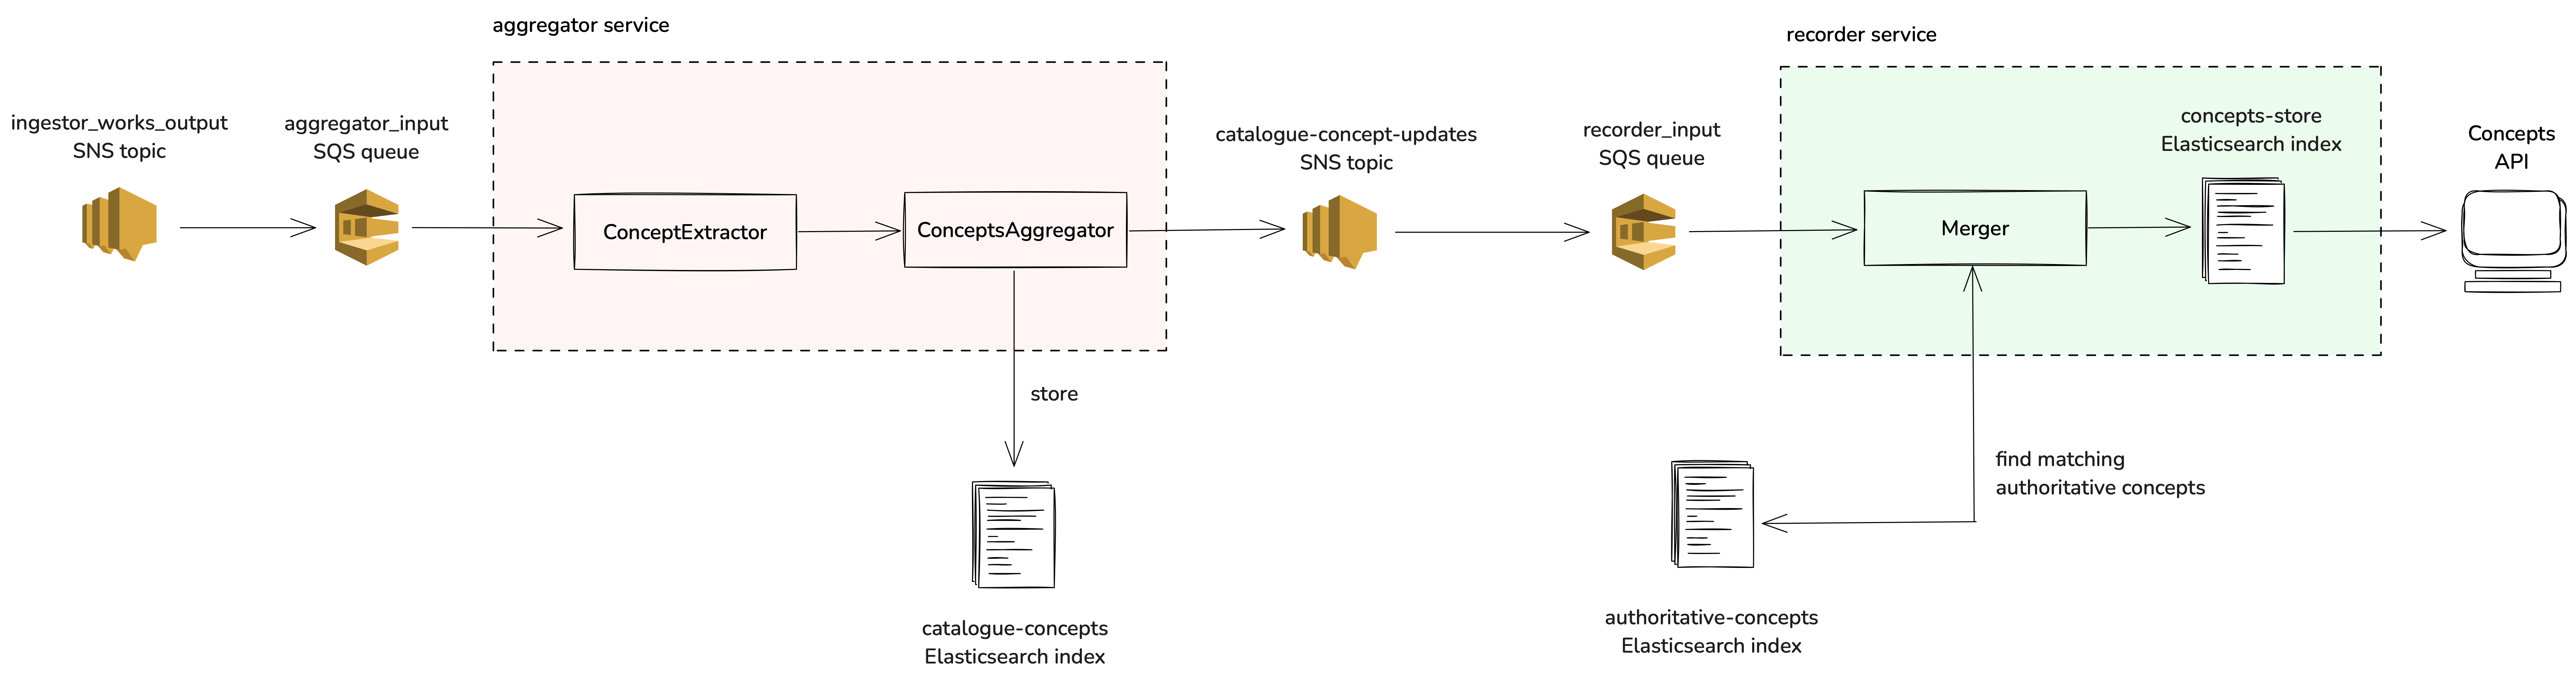 aggregator service
recorder service
ingestor_works_output
SNS topic
aggregator_input
SQS queue
ConceptExtractor
ConceptsAggregator
catalogue-concept-updates
SNS topic
recorder_input
SQS queue
Merger
concepts-store
Elasticsearch index
Concepts
API
store
catalogue-concepts
Elasticsearch index
find matching
authoritative concepts
authoritative-concepts
Elasticsearch index